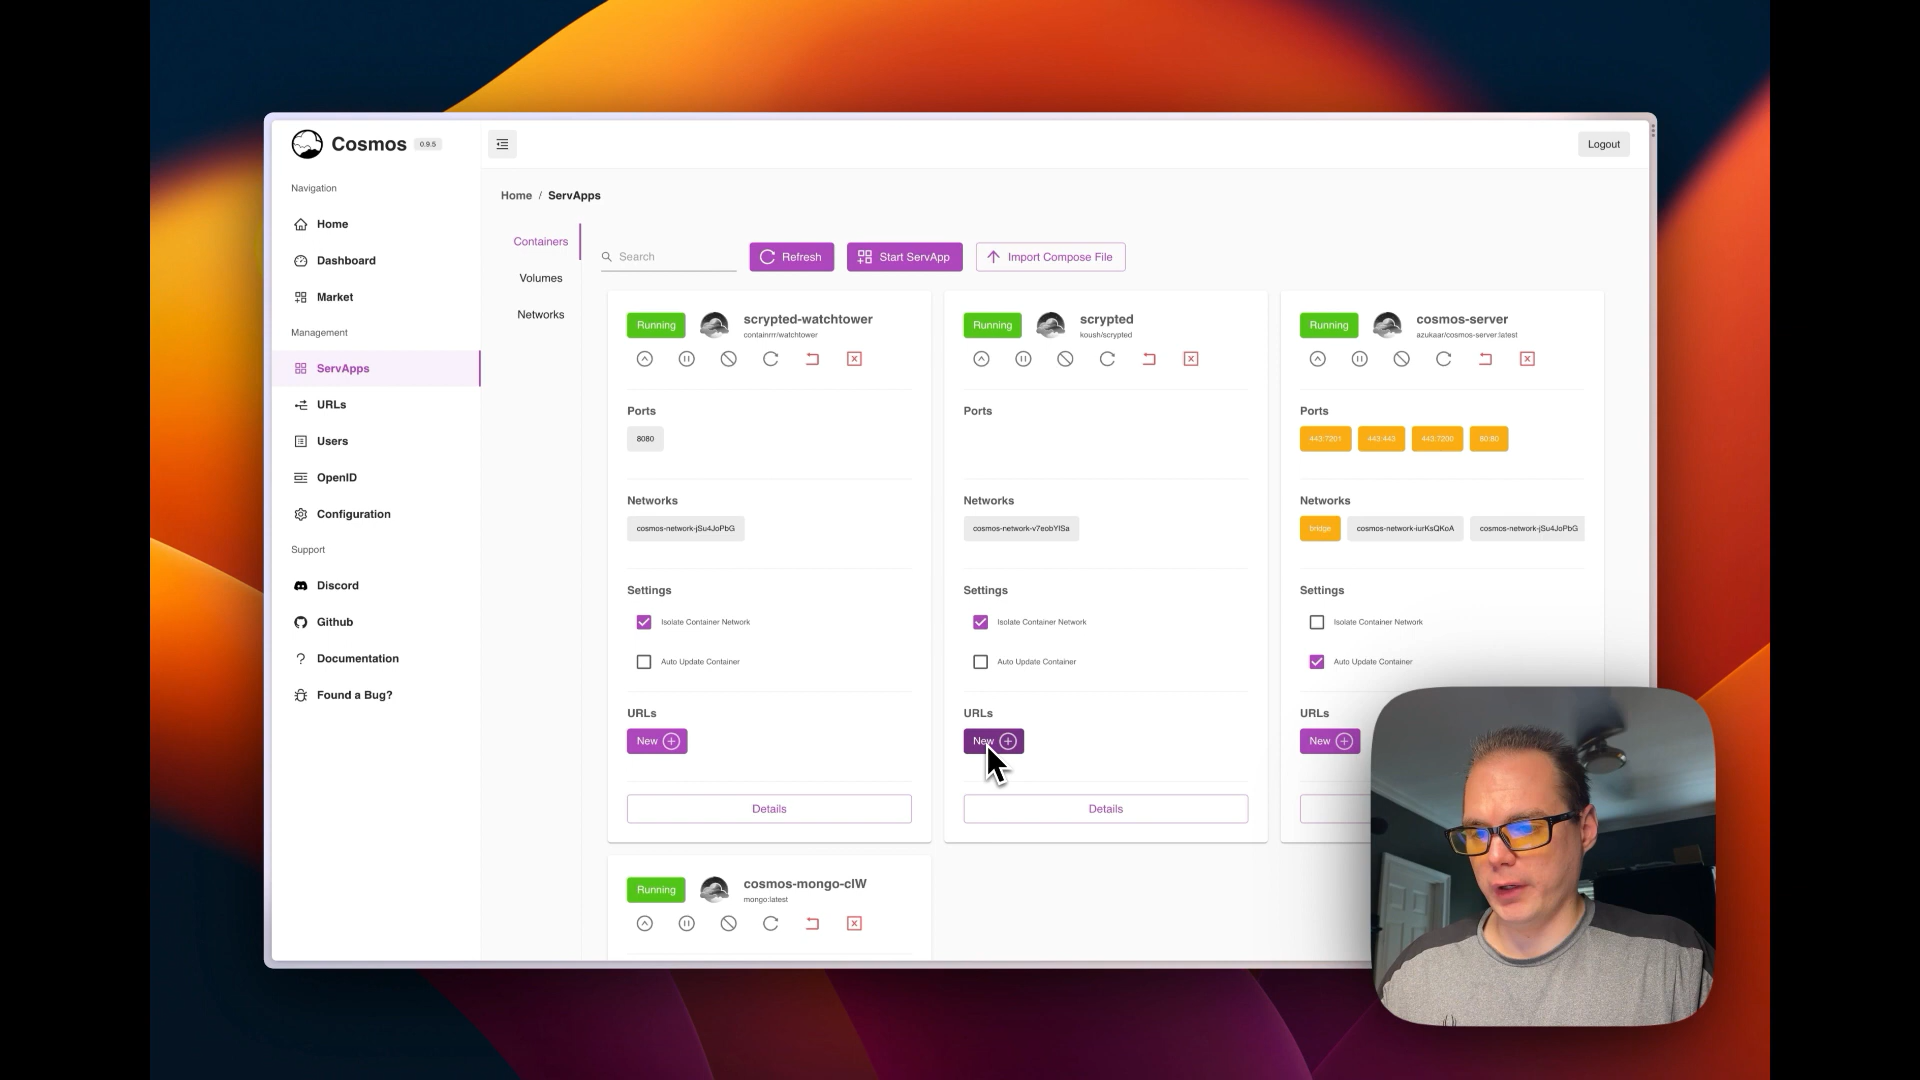 Cosmos 0.9.5
Logout
Navigation
Home
Dashboard
Market
Management
ServApps
URLs
Users
OpenID
Configuration
Support
Discord
Github
Documentation
Found a Bug?
Home / ServApps
Containers
Volumes
Networks
Search
Refresh
Start ServApp
Import Compose File
Running
scrypted-watchtower
containrrr/watchtower
Ports
8080
Networks
cosmos-network-jSu4JoPbG
Settings
Isolate Container Network
Auto Update Container
URLs
New
Details
Running
scrypted
koush/scrypted
Ports
Networks
cosmos-network-v7eobYlSa
Settings
Isolate Container Network
Auto Update Container
URLs
New
Details
Running
cosmos-server
azukaar/cosmos-server:latest
Ports
443:7201 443:443 443:7200 80:80
Networks
bridge cosmos-network-iurKsQKoA cosmos-network-jSu4JoPbG
Settings
Isolate Container Network
Auto Update Container
URLs
New
Running
cosmos-mongo-clW
mongo:latest